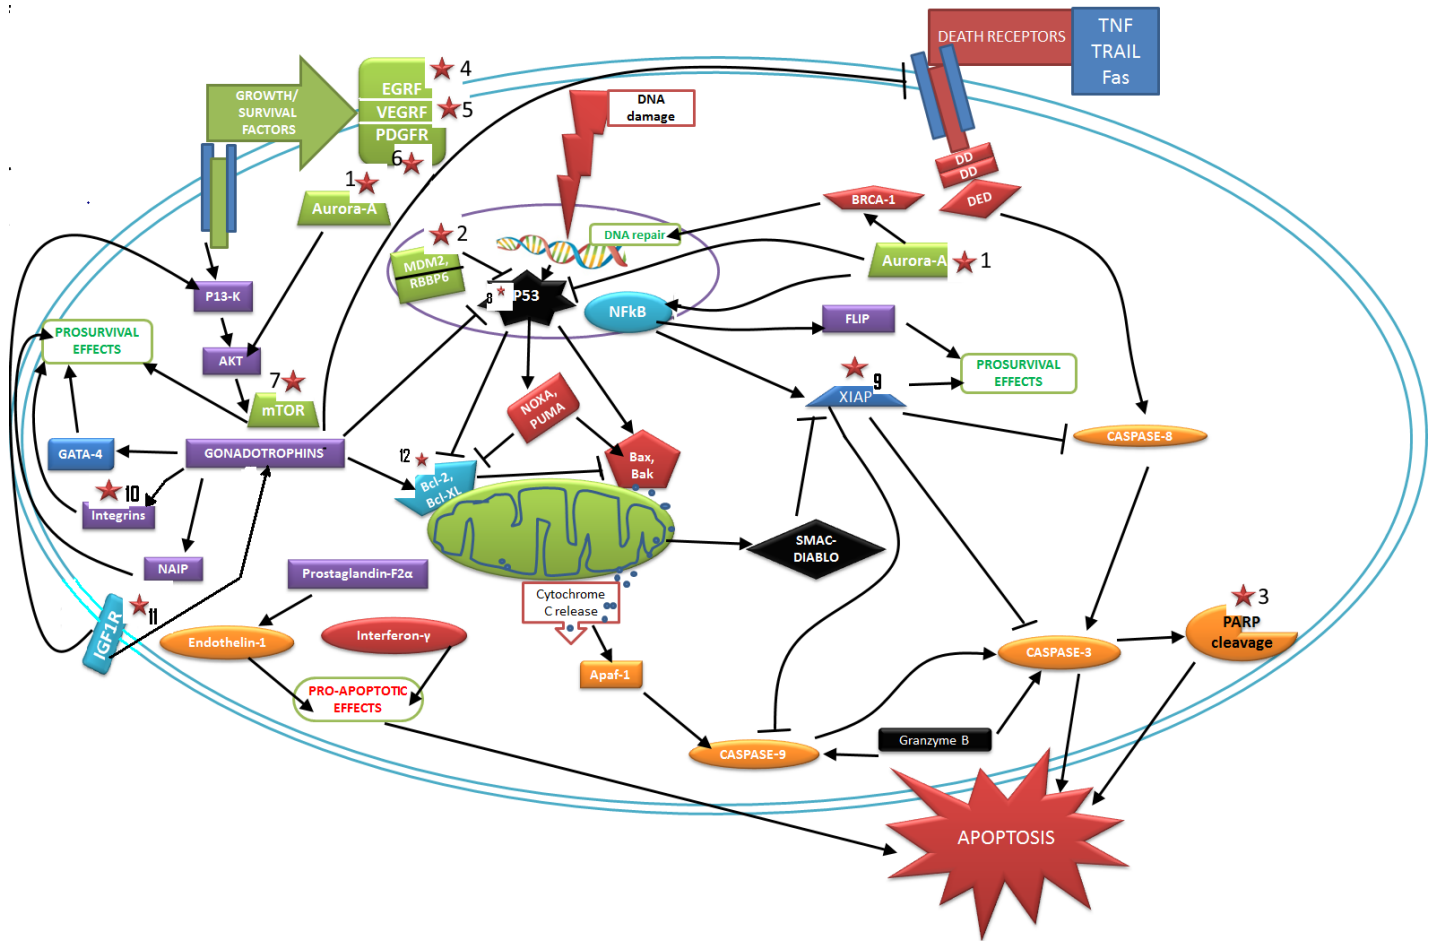 DEATH RECEPTORS
TNF
TRAIL
Fas
GROWTH/
SURVIVAL
FACTORS
EGRF
4
VEGRF
5
PDGFR
6
DNA
damage
1
Aurora-A
DD
DD
DED
BRCA-1
DNA repair
2
MDM2,
RBBP6
Aurora-A
1
P13-K
8
P53
NFkB
FLIP
PROSURVIVAL
EFFECTS
AKT
7
mTOR
PROSURVIVAL
EFFECTS
9
XIAP
NOXA,
PUMA
GATA-4
GONADOTROPHINS
CASPASE-8
12
Bcl-2,
Bcl-XL
Bax,
Bak
10
Integrins
SMAC-
DIABLO
NAIP
Prostaglandin-F2α
Cytochrome
C release
11
IGF1R
3
PARP
cleavage
Endothelin-1
Interferon-γ
CASPASE-3
Apaf-1
PRO-APOPTOTIC
EFFECTS
Granzyme B
CASPASE-9
APOPTOSIS